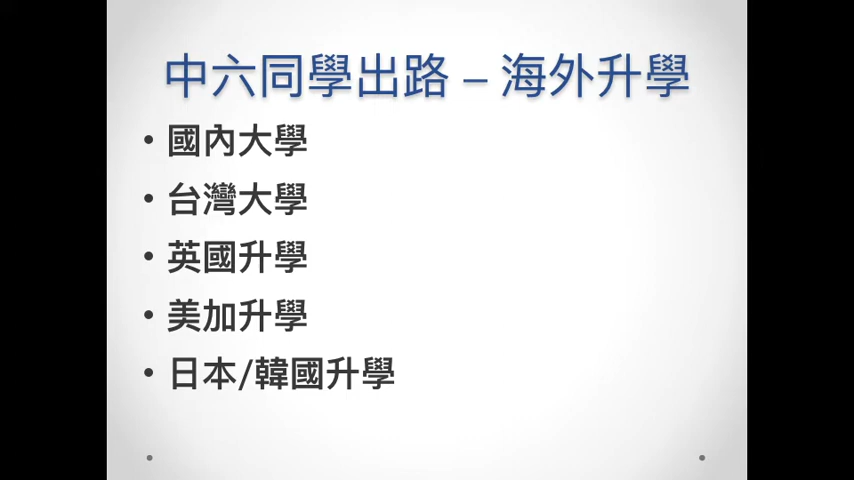 中六同學出路 – 海外升學
• 國內大學
• 台灣大學
• 英國升學
• 美加升學
• 日本/韓國升學